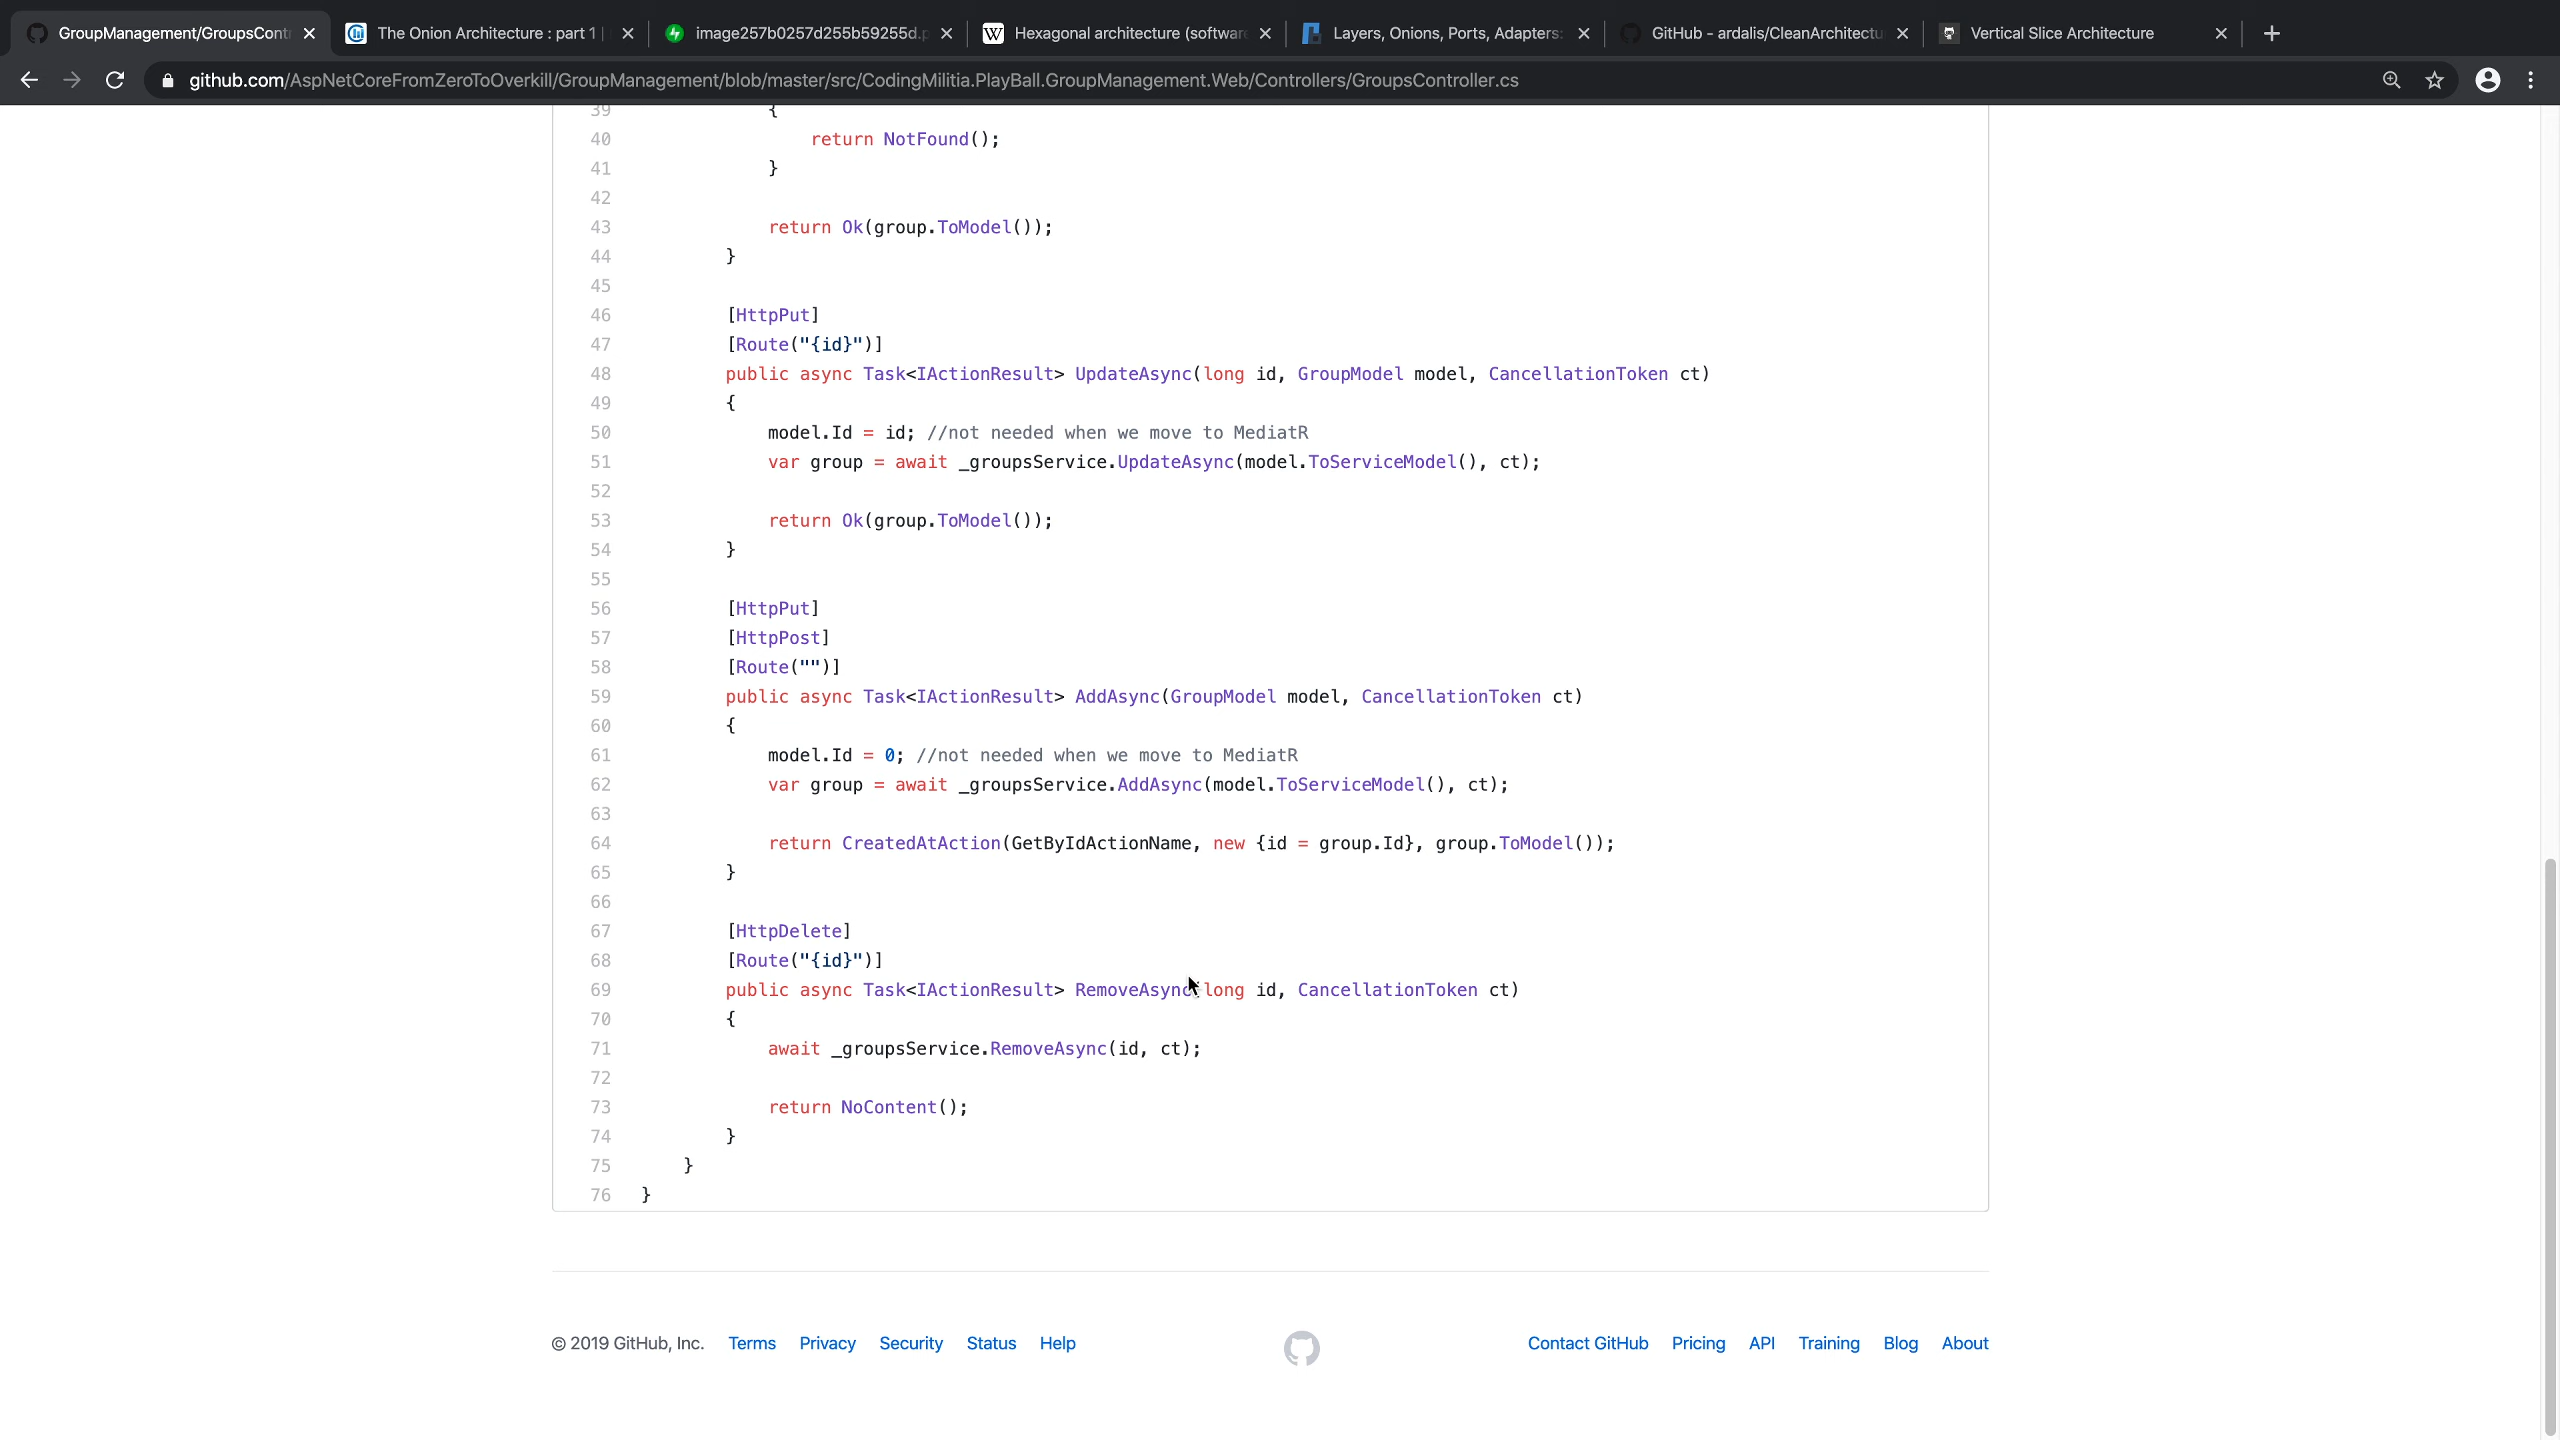 GroupManagement/GroupsCont
The Onion Architecture : part 1 |
image257b0257d255b59255d.p
Hexagonal architecture (softwar
Layers, Onions, Ports, Adapters:
GitHub - ardalis/CleanArchitectu
Vertical Slice Architecture
github.com/AspNetCoreFromZeroToOverkill/GroupManagement/blob/master/src/CodingMilitia.PlayBall.GroupManagement.Web/Controllers/GroupsController.cs
39 {
40 return NotFound();
41 }
42
43 return Ok(group.ToModel());
44 }
45
46 [HttpPut]
47 [Route("{id}")]
48 public async Task<IActionResult> UpdateAsync(long id, GroupModel model, CancellationToken ct)
49 {
50 model.Id = id; //not needed when we move to MediatR
51 var group = await _groupsService.UpdateAsync(model.ToServiceModel(), ct);
52
53 return Ok(group.ToModel());
54 }
55
56 [HttpPut]
57 [HttpPost]
58 [Route("")]
59 public async Task<IActionResult> AddAsync(GroupModel model, CancellationToken ct)
60 {
61 model.Id = 0; //not needed when we move to MediatR
62 var group = await _groupsService.AddAsync(model.ToServiceModel(), ct);
63
64 return CreatedAtAction(GetByIdActionName, new {id = group.Id}, group.ToModel());
65 }
66
67 [HttpDelete]
68 [Route("{id}")]
69 public async Task<IActionResult> RemoveAsync(long id, CancellationToken ct)
70 {
71 await _groupsService.RemoveAsync(id, ct);
72
73 return NoContent();
74 }
75 }
76 }
© 2019 GitHub, Inc. Terms Privacy Security Status Help Contact GitHub Pricing API Training Blog About